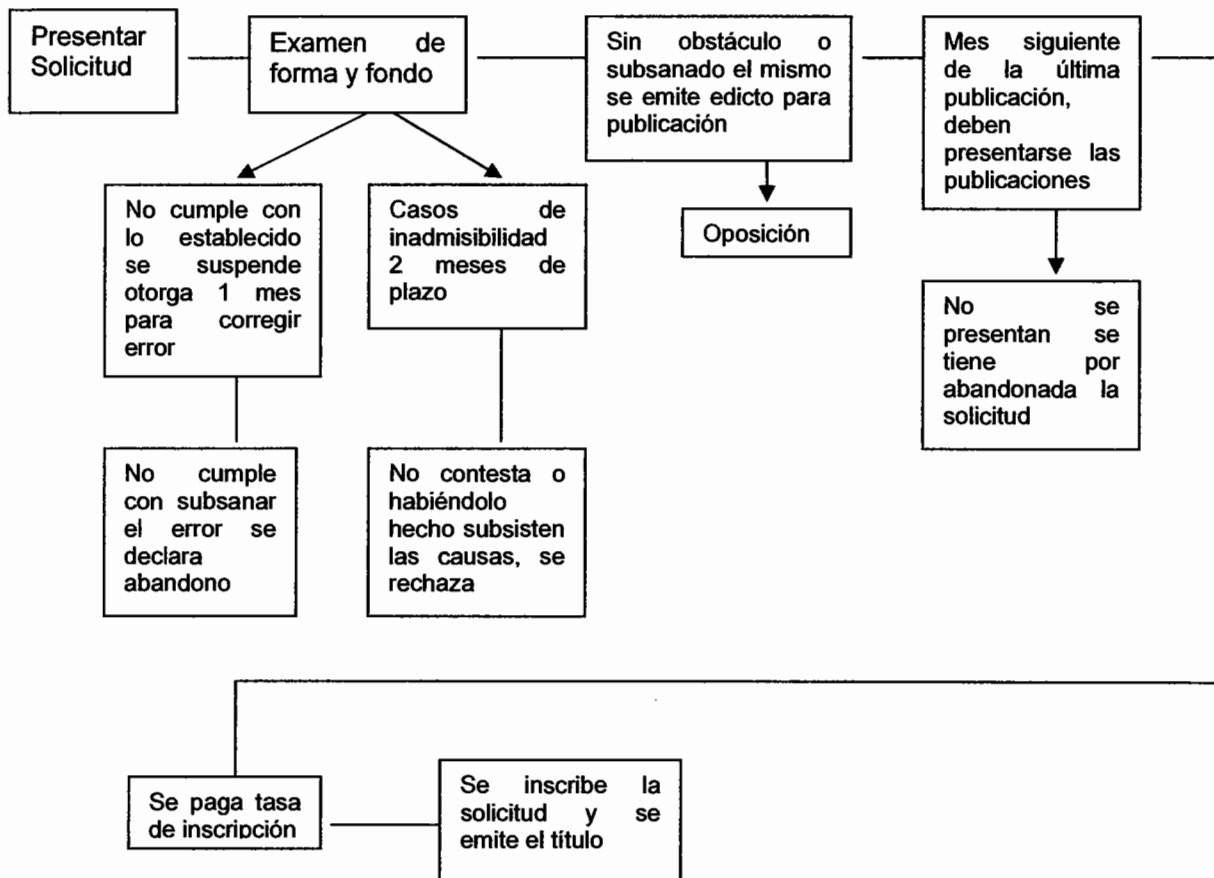 Presentar
Solicitud
Examen de
forma y fondo
Sin obstáculo o
subsanado el mismo
se emite edicto para
publicación
Mes siguiente
de la última
publicación,
deben
presentarse las
publicaciones
No cumple con
lo establecido
se suspende
otorga 1 mes
para corregir
error
Casos de
inadmisibilidad
2 meses de
plazo
Oposición
No se
presentan se
tiene por
abandonada la
solicitud
No cumple
con subsanar
el error se
declara
abandono
No contesta o
habiéndolo
hecho subsisten
las causas, se
rechaza
Se paga tasa
de inscripción
Se inscribe la
solicitud y se
emite el título